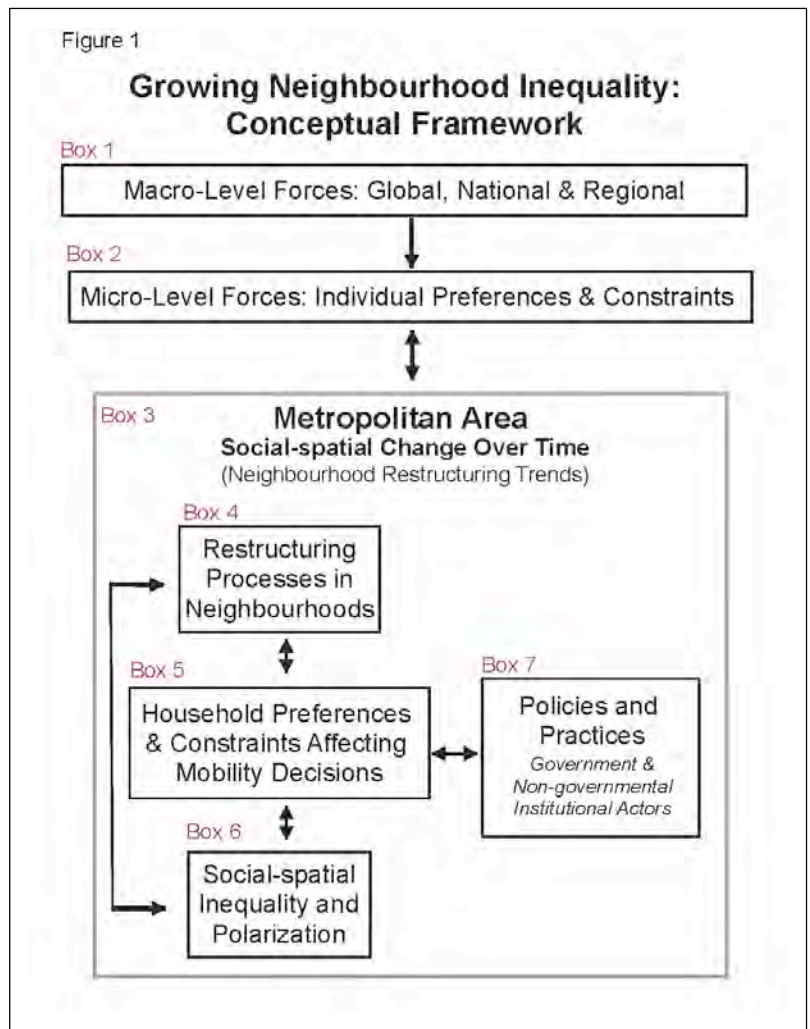 Figure 1
Growing Neighbourhood Inequality:
Conceptual Framework
Box 1
Macro-Level Forces: Global, National & Regional
Box 2
Micro-Level Forces: Individual Preferences & Constraints
Box 3
Metropolitan Area
Social-spatial Change Over Time
(Neighbourhood Restructuring Trends)
Box 4
Restructuring
Processes in
Neighbourhoods
Box 5
Household Preferences
& Constraints Affecting
Mobility Decisions
Box 7
Policies and
Practices
Government &
Non-governmental
Institutional Actors
Box 6
Social-spatial
Inequality and
Polarization